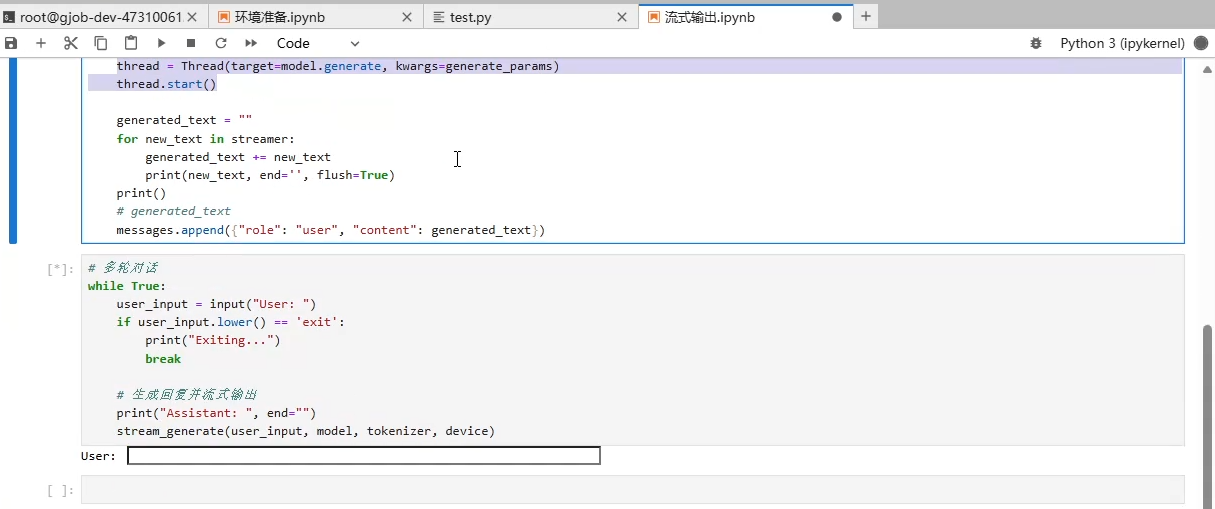 root@gjob-dev-47310061
环境准备.ipynb
test.py
流式输出.ipynb
Code
Python 3 (ipykernel)
thread = Thread(target=model.generate, kwargs=generate_params)
thread.start()
generated_text = ""
for new_text in streamer:
generated_text += new_text
print(new_text, end='', flush=True)
print()
# generated_text
messages.append({"role": "user", "content": generated_text})
[*]:
# 多轮对话
while True:
user_input = input("User: ")
if user_input.lower() == 'exit':
print("Exiting...")
break
# 生成回复并流式输出
print("Assistant: ", end="")
stream_generate(user_input, model, tokenizer, device)
User:
[ ]: